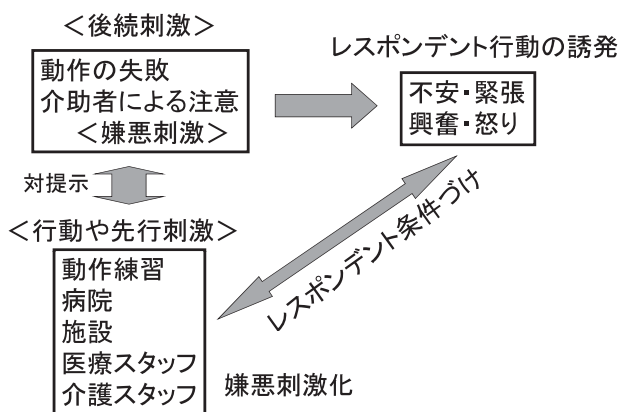 ＜後続刺激＞
動作の失敗
介助者による注意
＜嫌悪刺激＞
レスポンデント行動の誘発
不安・緊張
興奮・怒り
対提示
＜行動や先行刺激＞
動作練習
病院
施設
医療スタッフ
介護スタッフ
レスポンデント条件づけ
嫌悪刺激化